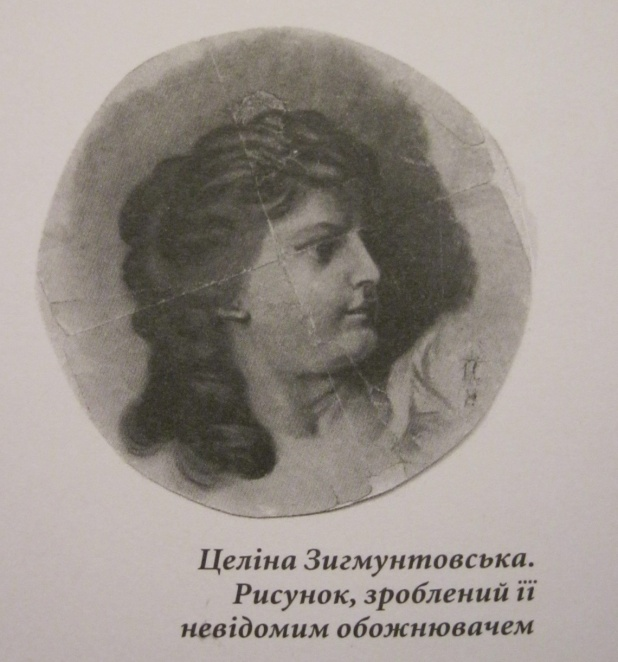 Целіна Зигмунтовська.
Рисунок, зроблений її
невідомим обожнювачем